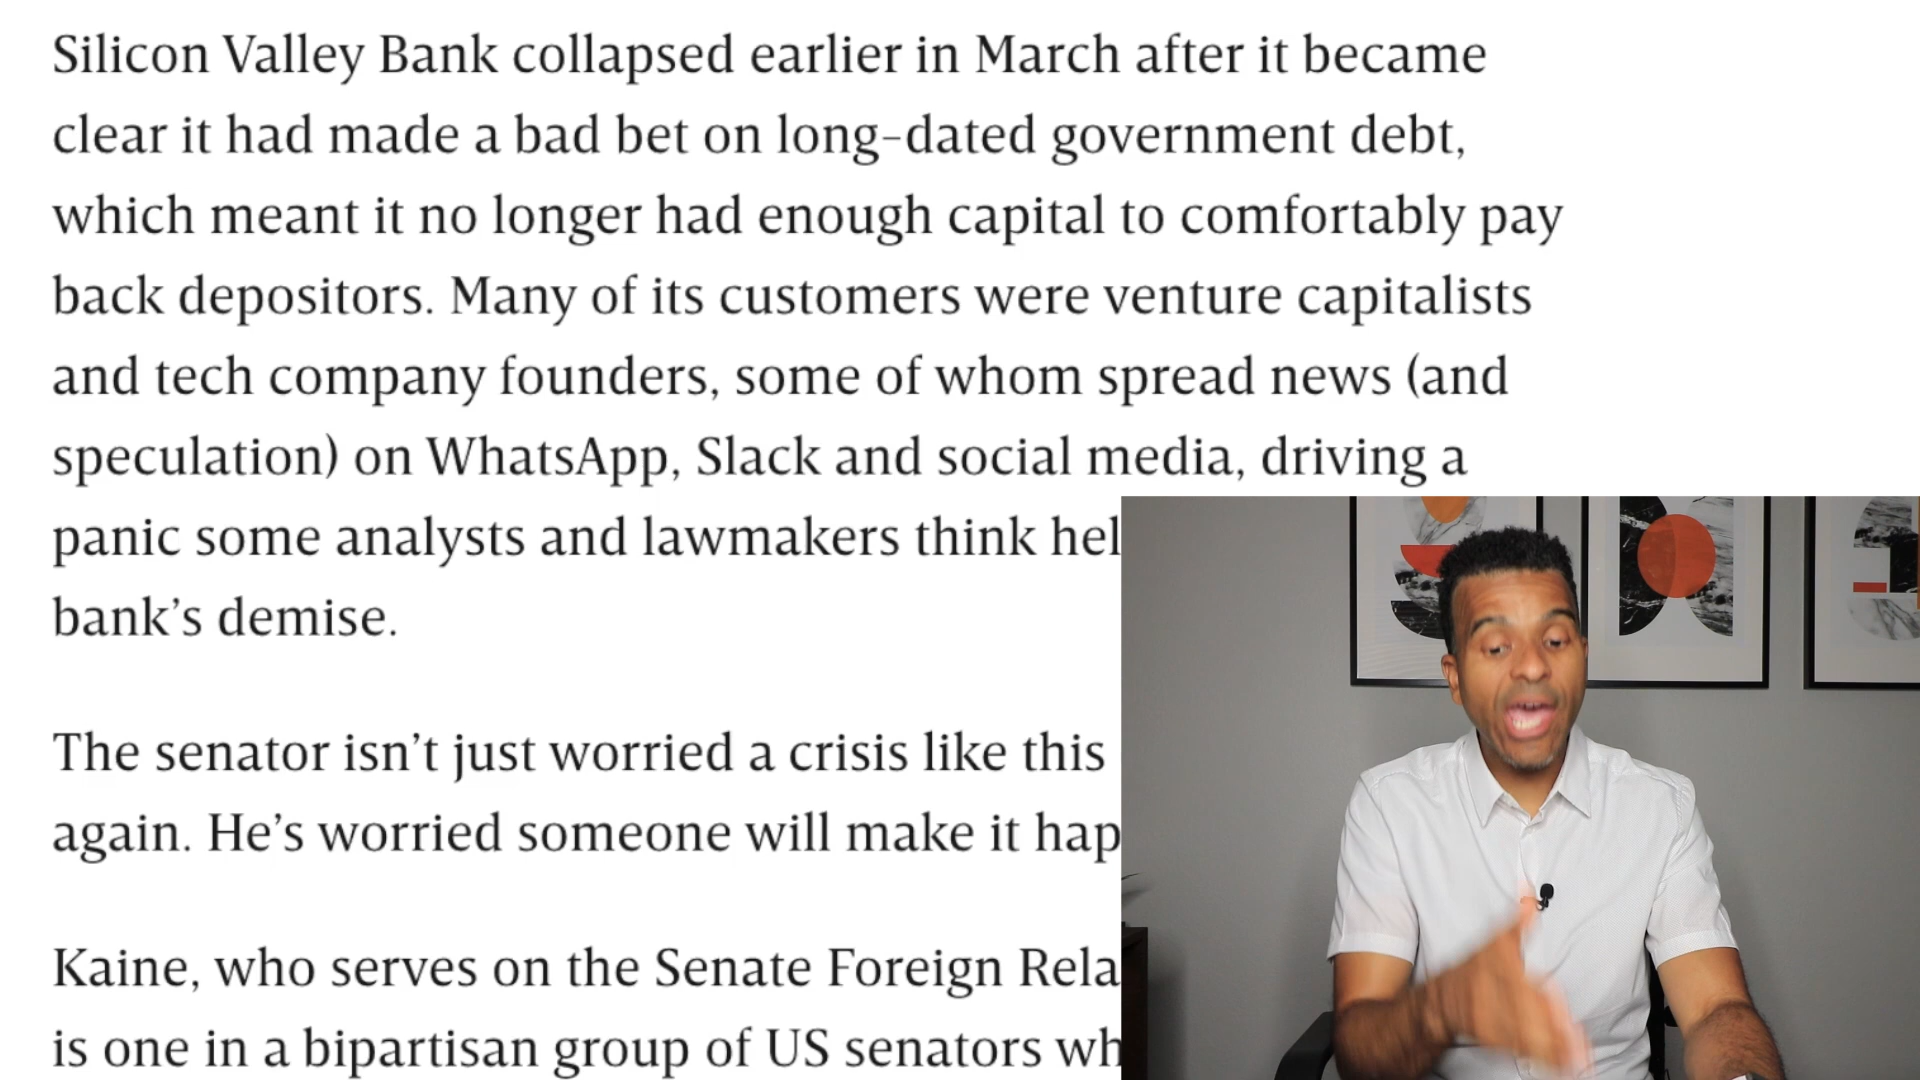 Silicon Valley Bank collapsed earlier in March after it became
clear it had made a bad bet on long-dated government debt,
which meant it no longer had enough capital to comfortably pay
back depositors. Many of its customers were venture capitalists
and tech company founders, some of whom spread news (and
speculation) on WhatsApp, Slack and social media, driving a
panic some analysts and lawmakers think
bank’s demise.
The senator isn’t just worried a crisis like this
again. He’s worried someone will make it
Kaine, who serves on the Senate Foreign
is one in a bipartisan group of US senators